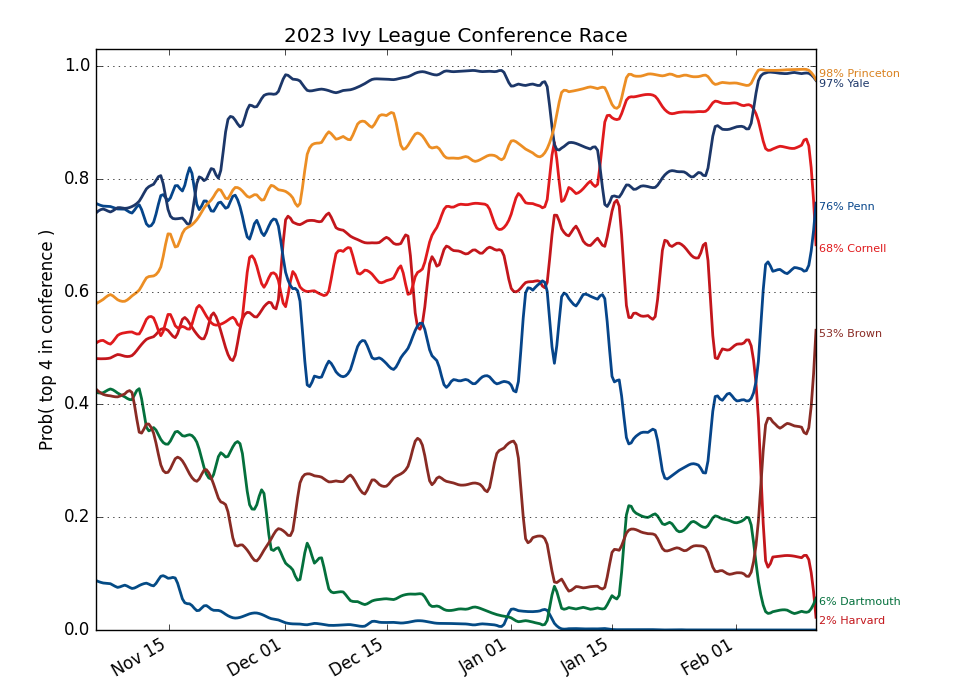 2023 Ivy League Conference Race
Prob( top 4 in conference )
1.0
0.8
0.6
0.4
0.2
0.0
Nov 15
Dec 01
Dec 15
Jan 01
Jan 15
Feb 01
98% Princeton
97% Yale
76% Penn
68% Cornell
53% Brown
6% Dartmouth
2% Harvard